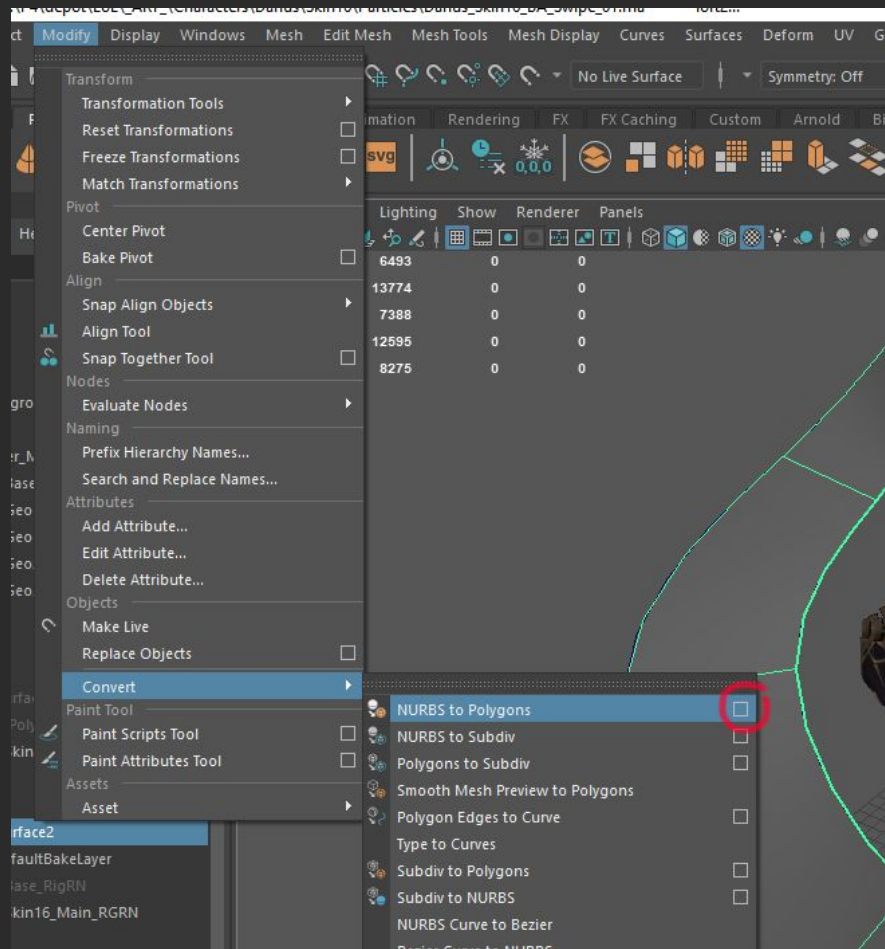 Modify Display Windows Mesh Edit Mesh Mesh Tools Mesh Display Curves Surfaces Deform UV
No Live Surface
Symmetry: Off
Transform
Transformation Tools
Reset Transformations
Freeze Transformations
Match Transformations
Pivot
Center Pivot
Bake Pivot
Align
Snap Align Objects
Align Tool
Snap Together Tool
Nodes
Evaluate Nodes
Naming
Prefix Hierarchy Names...
Search and Replace Names...
Attributes
Add Attribute...
Edit Attribute...
Delete Attribute...
Objects
Make Live
Replace Objects
Convert
Paint Tool
Paint Scripts Tool
Paint Attributes Tool
Assets
Asset
mation Rendering FX FX Caching Custom Arnold Bi
svg
0,0,0
Lighting Show Renderer Panels
6493 0 0
13774 0 0
7388 0 0
12595 0 0
8275 0 0
NURBS to Polygons
NURBS to Subdiv
Polygons to Subdiv
Smooth Mesh Preview to Polygons
Polygon Edges to Curve
Type to Curves
Subdiv to Polygons
Subdiv to NURBS
NURBS Curve to Bezier
rface2
faultBakeLayer
ase_RigRN
kin16_Main_RGRN